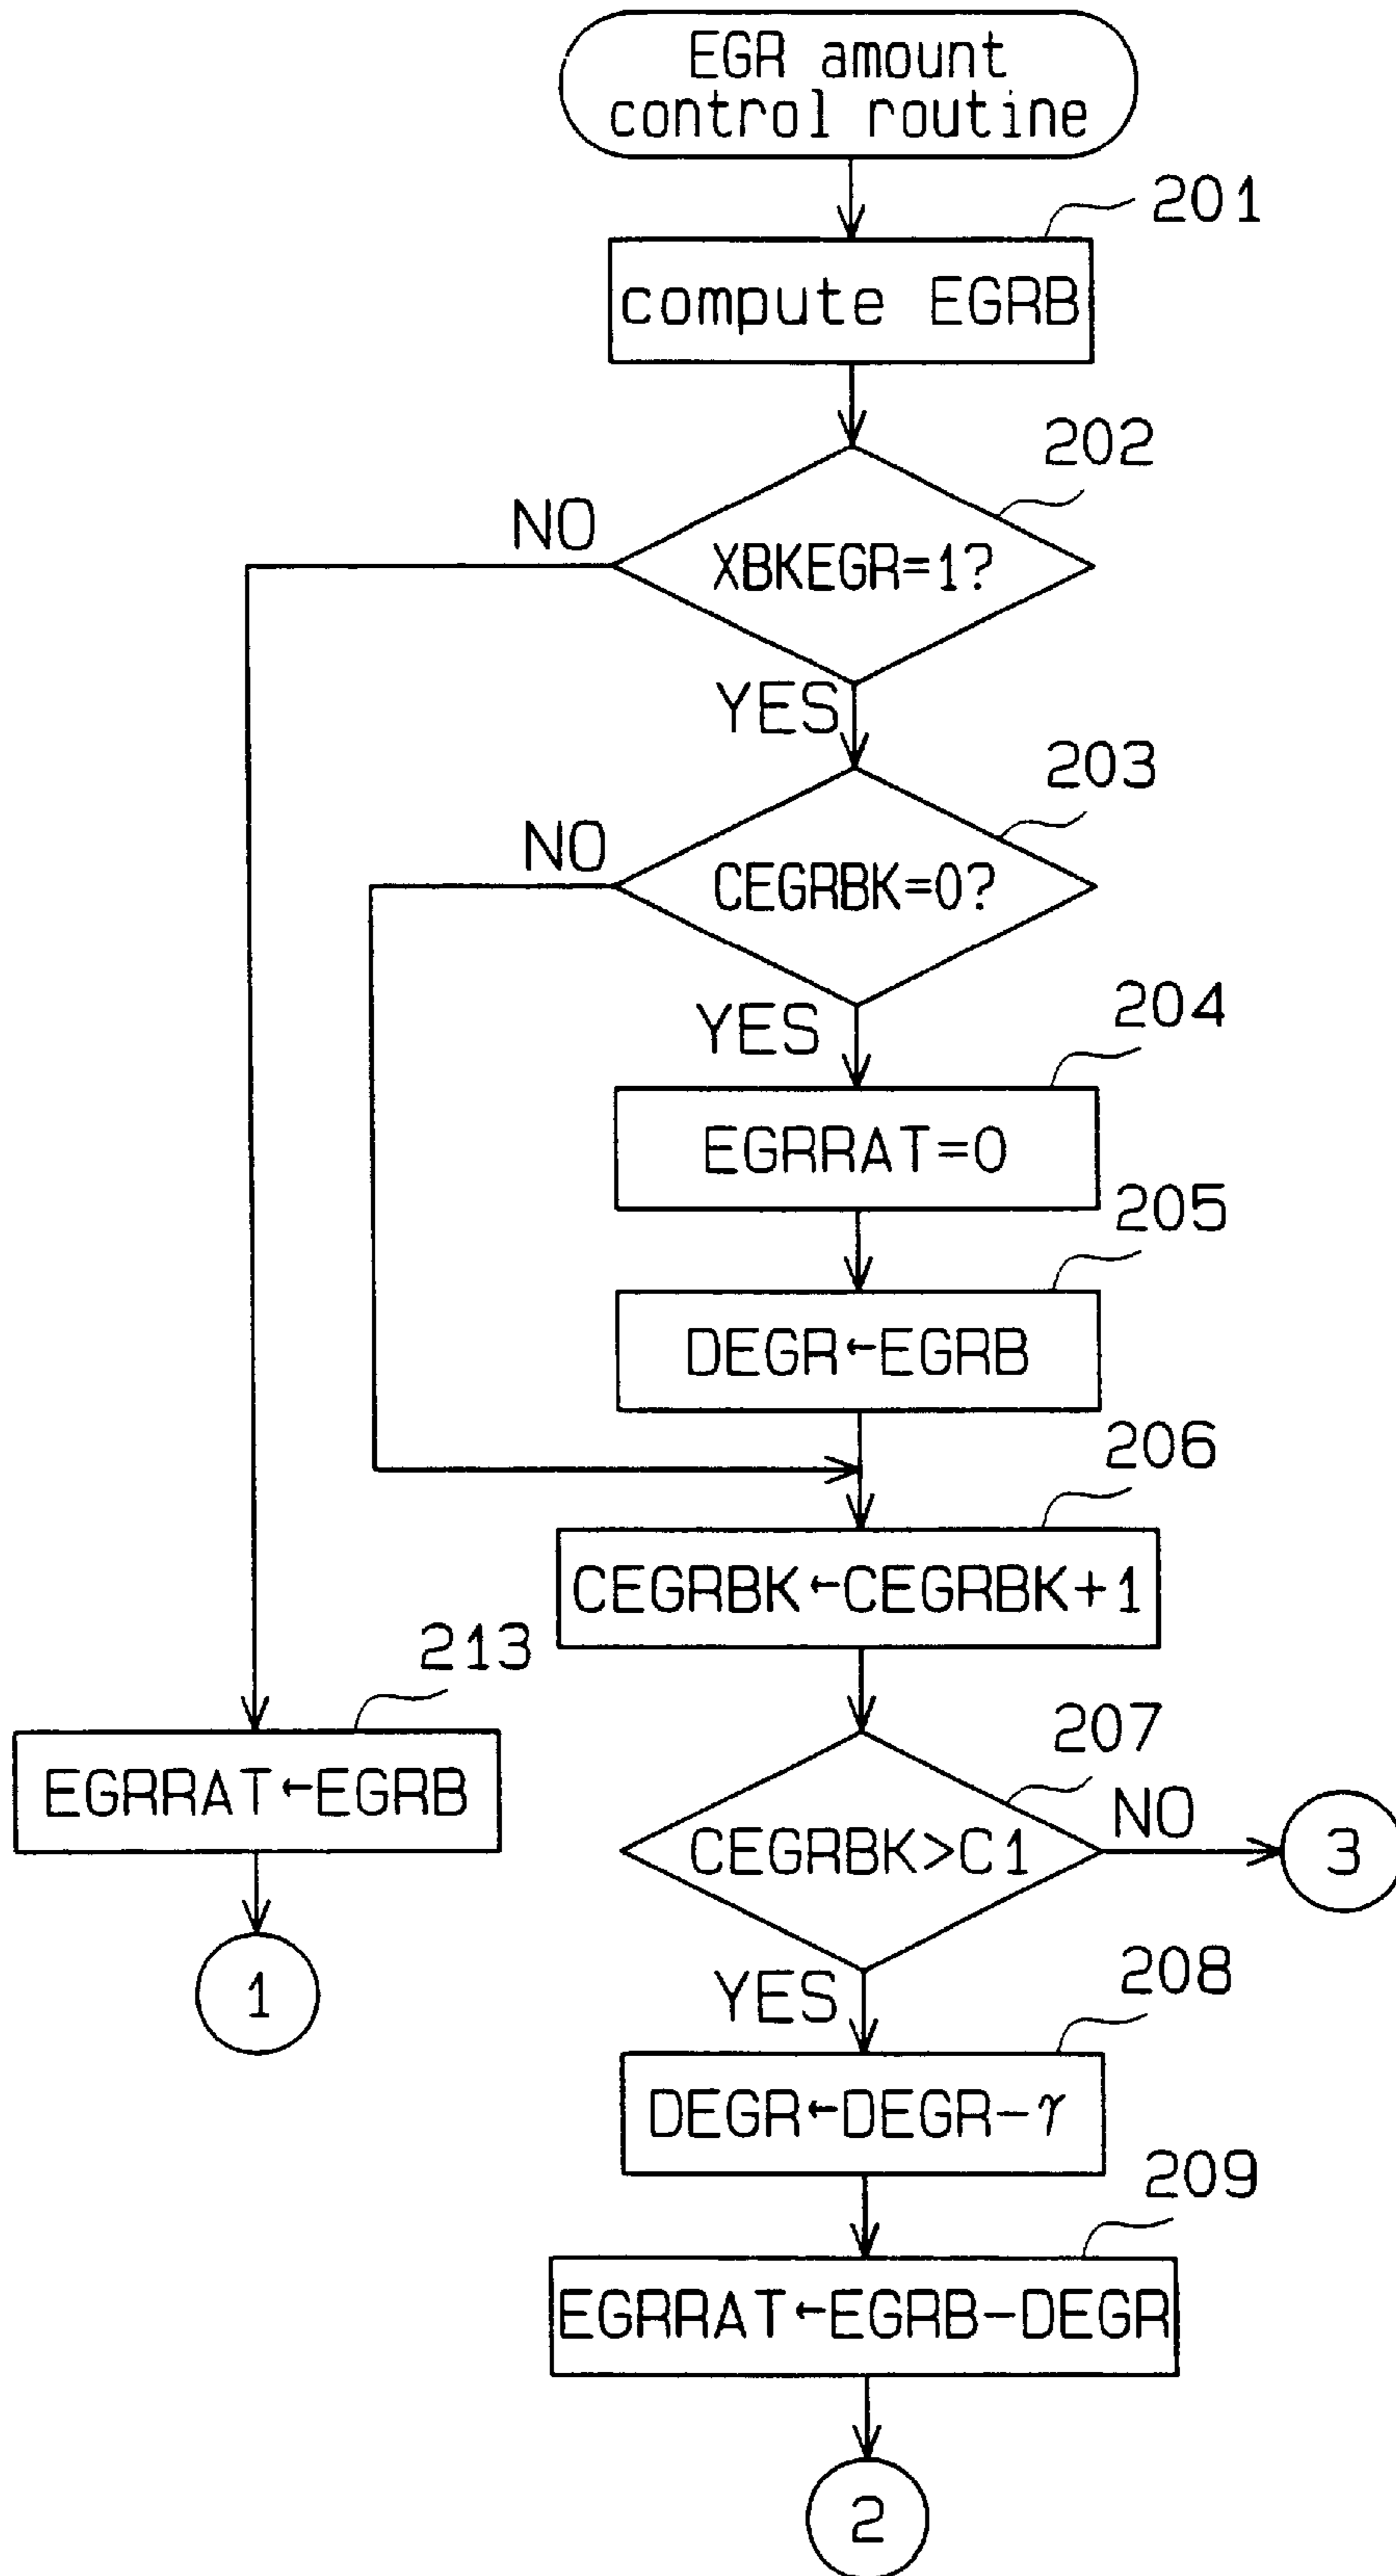 EGR amount
control routine
201
compute EGRB
202
NO
XBKEGR=1?
YES
203
NO
CEGRBK=0?
YES
204
EGRRAT=0
205
DEGR←EGRB
206
CEGRBK←CEGRBK+1
213
EGRRAT←EGRB
1
207
CEGRBK>C1
NO
3
YES
208
DEGR←DEGR-γ
209
EGRRAT←EGRB-DEGR
2